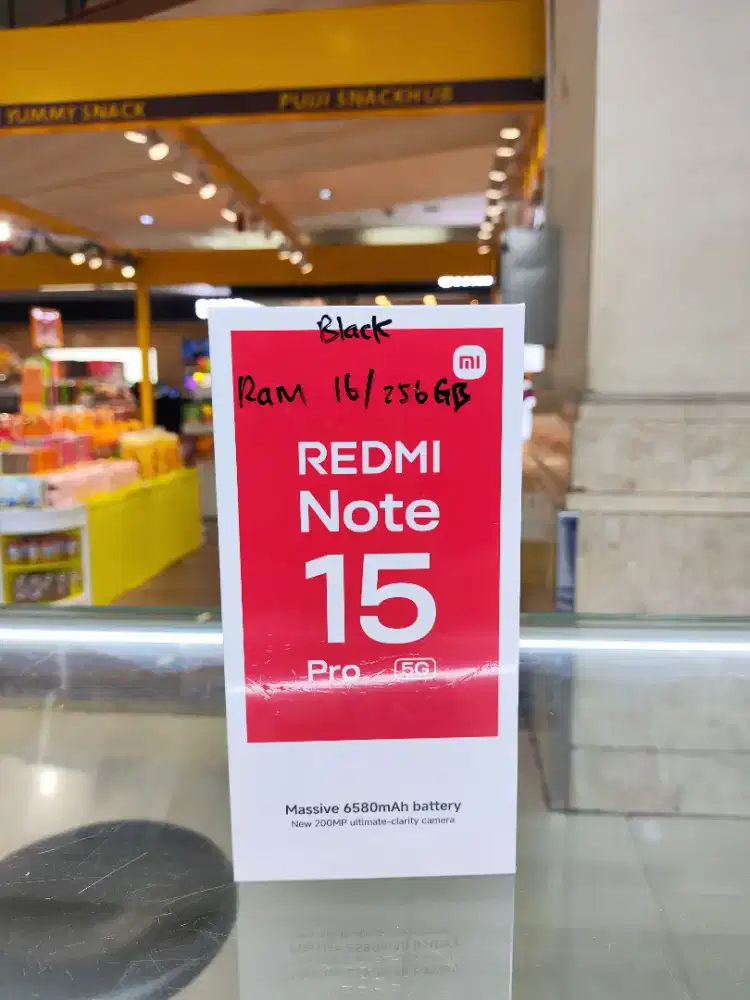 YUMMY SNACK
PUJI SNACKHUB
Black
mi
Ram 16/256GB
REDMI
Note
15
Pro 5G
Massive 6580mAh battery
New 200MP ultimate-clarity camera